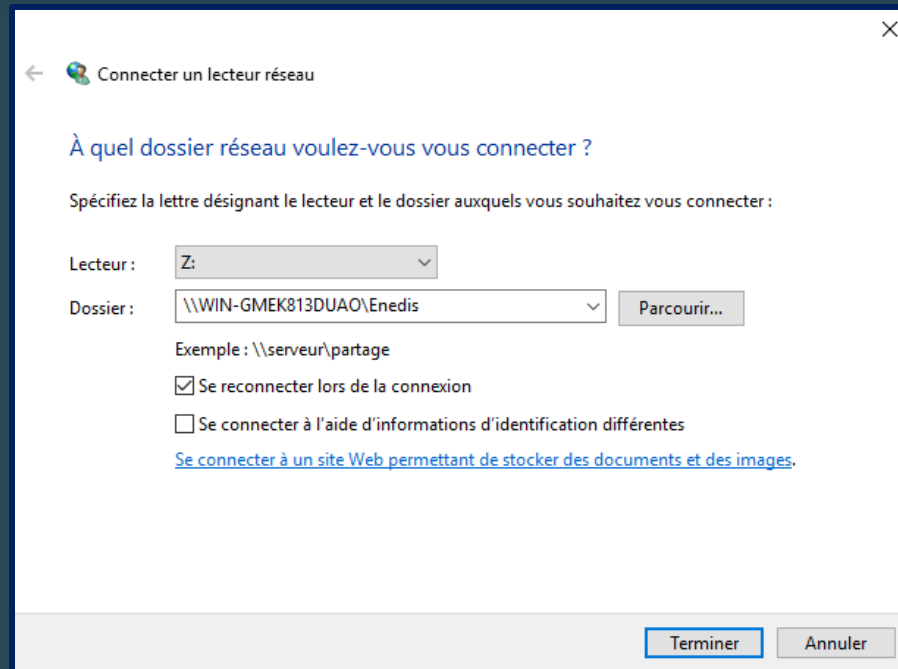 Connecter un lecteur réseau
À quel dossier réseau voulez-vous vous connecter ?
Spécifiez la lettre désignant le lecteur et le dossier auxquels vous souhaitez vous connecter :
Lecteur : Z:
Dossier : \\WIN-GMEK813DUAO\Enedis Parcourir...
Exemple : \\serveur\partage
Se reconnecter lors de la connexion
Se connecter à l'aide d'informations d'identification différentes
Se connecter à un site Web permettant de stocker des documents et des images.
Terminer Annuler